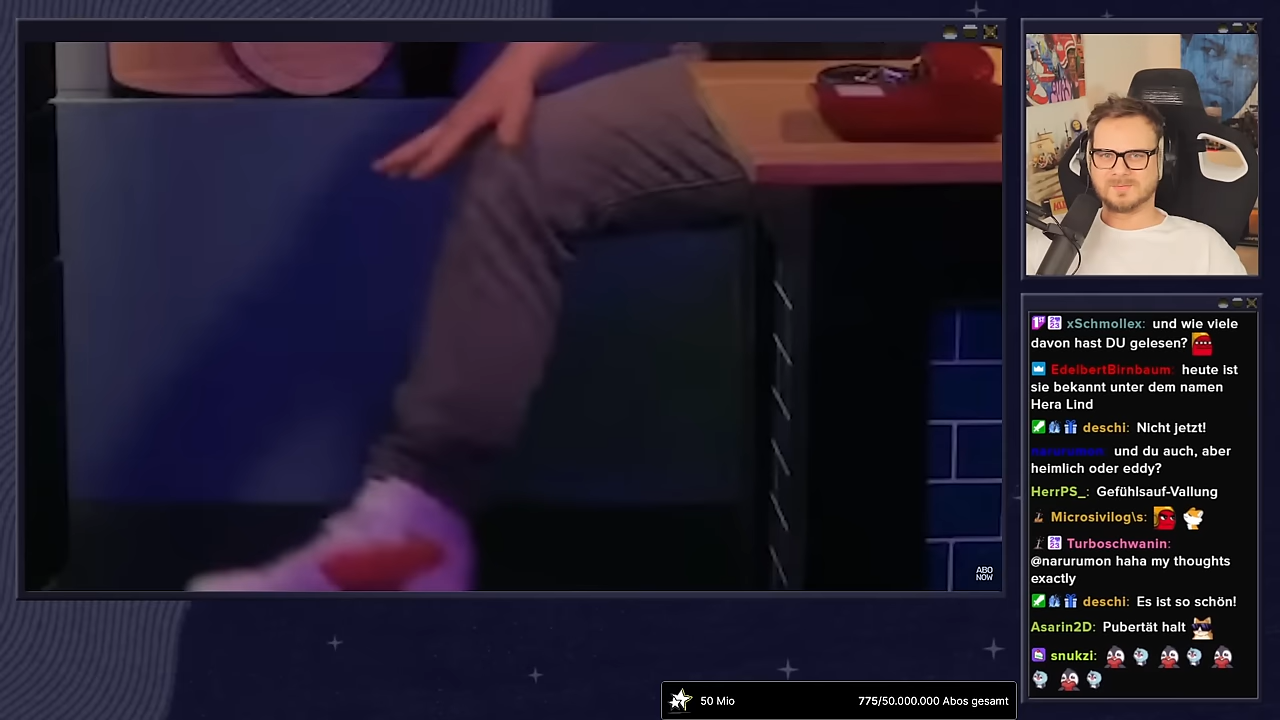 ABO
NOW
xSchmollex: und wie viele
davon hast DU gelesen?
EdelbertBirnbaum: heute ist
sie bekannt unter dem namen
Hera Lind
deschi: NIcht jetzt!
narurumon: und du auch, aber
heimlich oder eddy?
HerrPS_: Gefühlsauf-Vallung
Microsivilog\s:
Turboschwanin:
@narurumon haha my thoughts
exactly
deschi: Es ist so schön!
Asarin2D: Pubertät halt
snukzi:
50 Mio 775/50.000.000 Abos gesamt